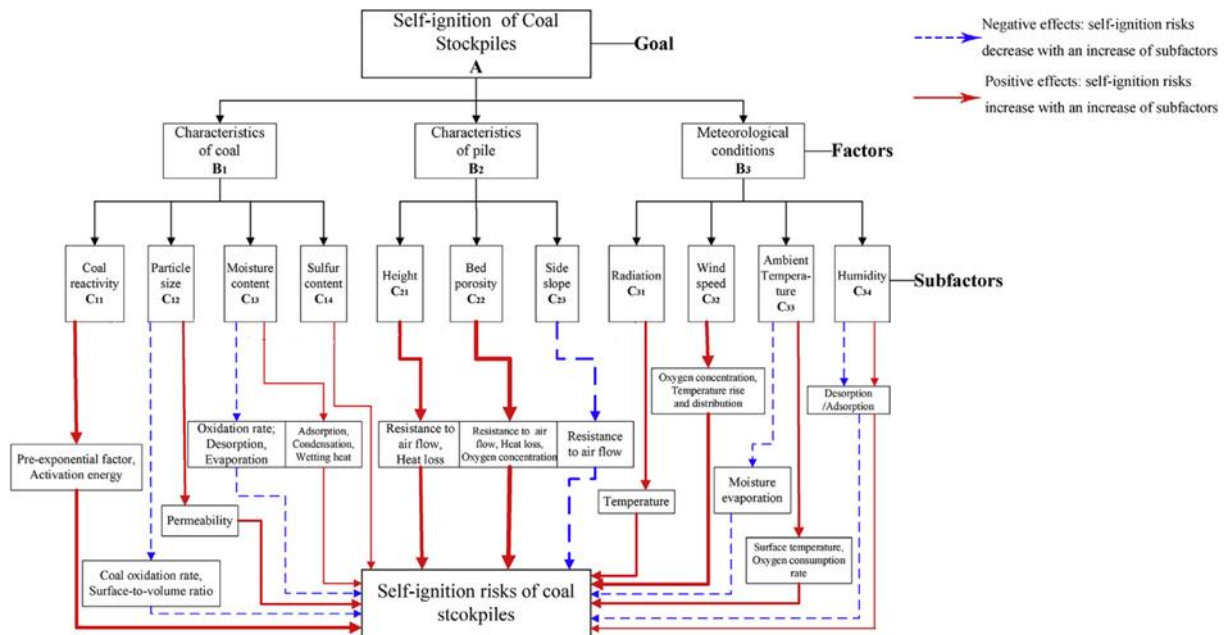 Self-ignition of Coal
Stockpiles
A
Goal
Negative effects: self-ignition risks
decrease with an increase of subfactors
Positive effects: self-ignition risks
increase with an increase of subfactors
Characteristics
of coal
B1
Characteristics
of pile
B2
Meteorological
conditions
B3
Factors
Coal
reactivity
C11
Particle
size
C12
Moisture
content
C13
Sulfur
content
C14
Height
C21
Bed
porosity
C22
Side
slope
C23
Radiation
C31
Wind
speed
C32
Ambient
Tempera-
ture
C33
Humidity
C34
Subfactors
Oxygen concentration,
Temperature rise
and distribution
Desorption
/Adsorption
Oxidation rate;
Desorption,
Evaporation
Adsorption,
Condensation,
Wetting heat
Resistance to
air flow,
Heat loss
Resistance to air
flow, Heat loss,
Oxygen concentration
Resistance
to air flow
Pre-exponential factor,
Activation energy
Moisture
evaporation
Permeability
Temperature
Surface temperature,
Oxygen consumption
rate
Coal oxidation rate,
Surface-to-volume ratio
Self-ignition risks of coal
stcokpiles